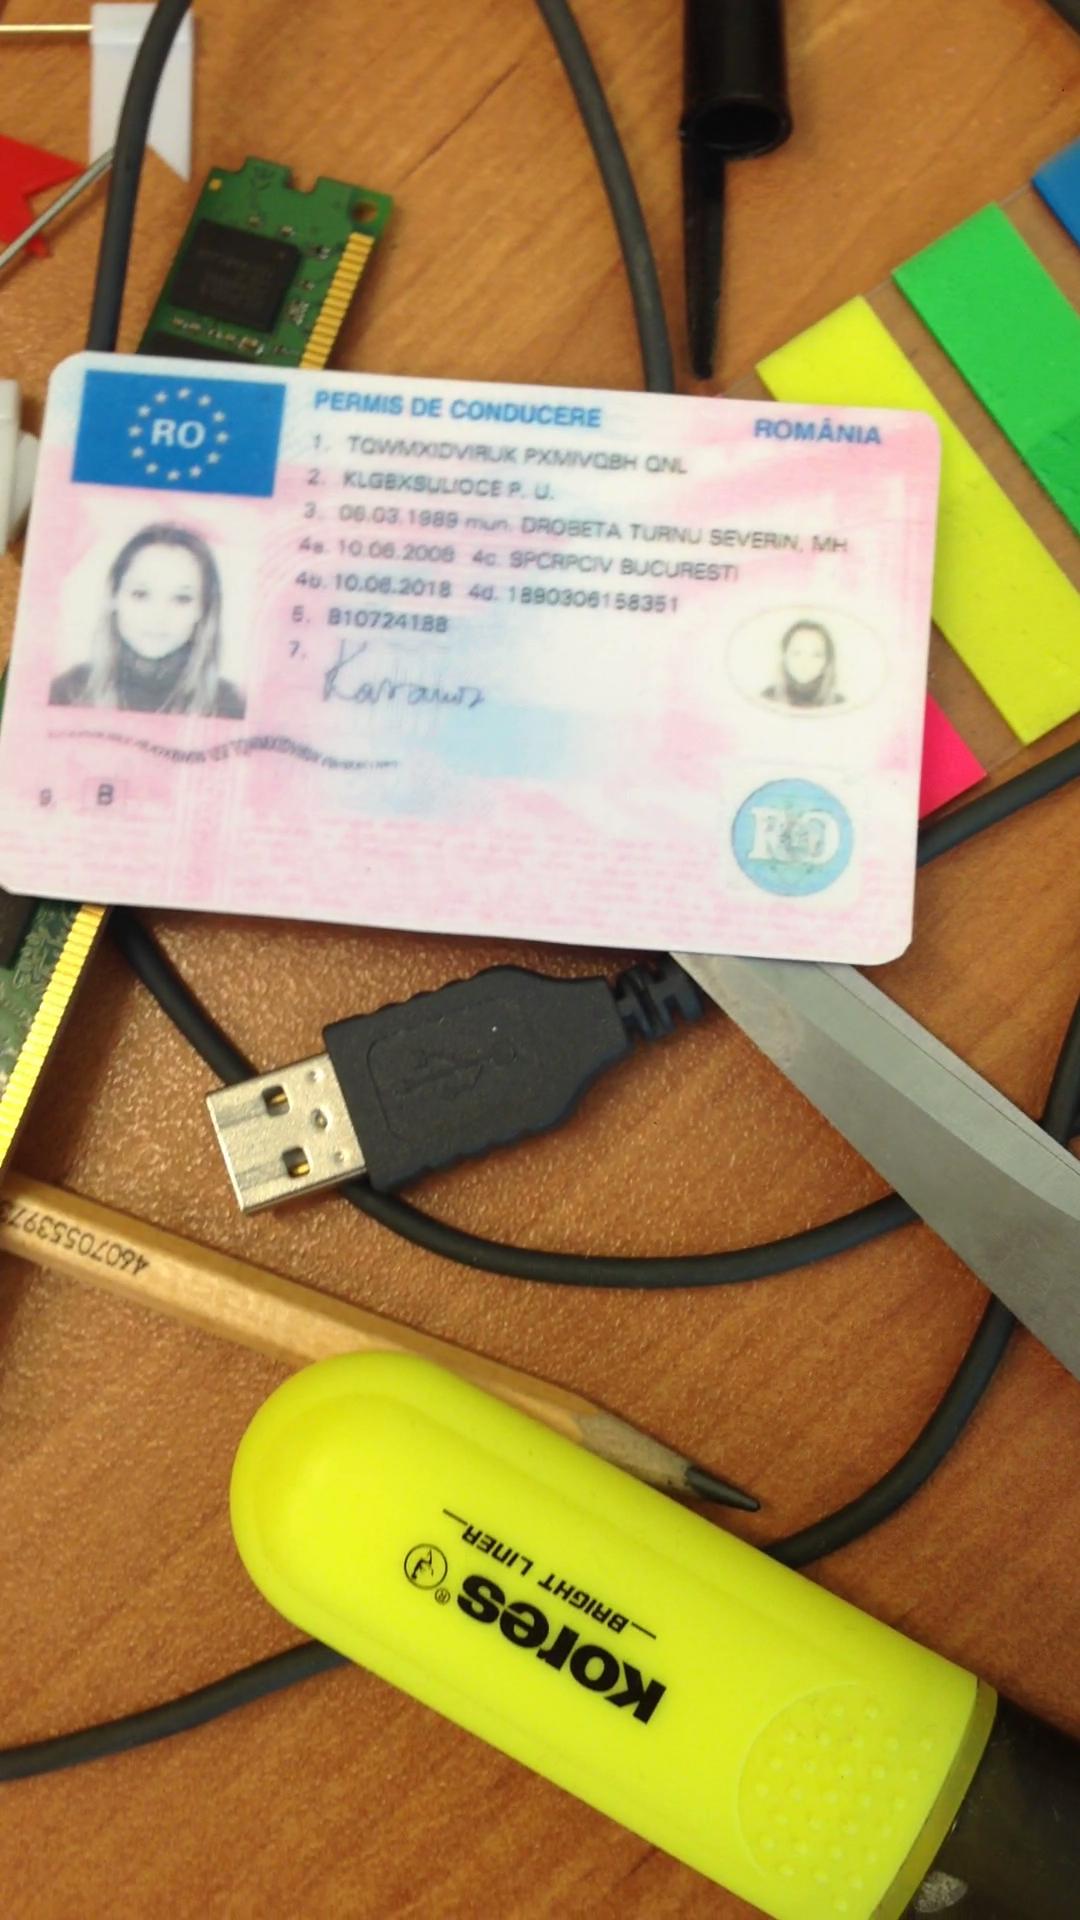 RO
PERMIS DE CONDUCERE
ROMÂNIA
1. TQWMXIDVIRUK PXMIVQBH QNL
2. KLGBXSULIOCE P. U.
3. 06.03.1989 mun. DROBETA TURNU SEVERIN, MH
4a. 10.06.2008 4c. SPCRPCIV BUCURESTI
4b. 10.06.2018 4d. 1890306158351
5. B10724188
7.
9. B
RO
4607055397
kores®
BRIGHT LINER